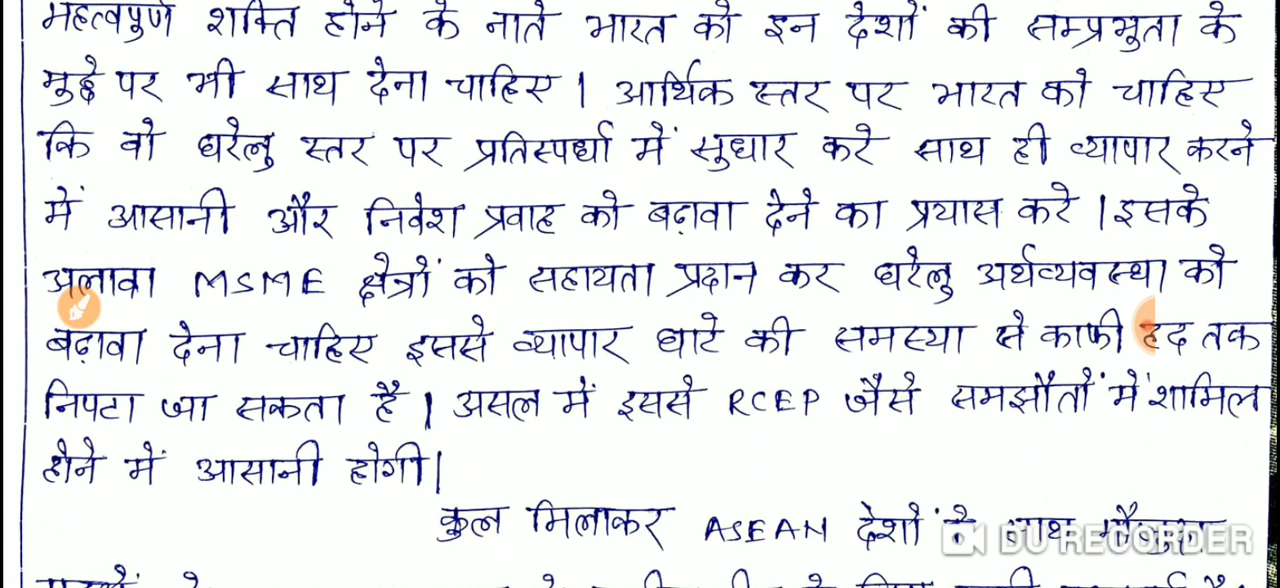 महत्वपूर्ण शक्ति होने के नाते भारत को इन देशों की सम्प्रभुता के
मुद्दे पर भी साथ देना चाहिए। आर्थिक स्तर पर भारत को चाहिए
कि वो घरेलु स्तर पर प्रतिस्पर्धा में सुधार करे साथ ही व्यापार करने
में आसानी और निवेश प्रवाह को बढ़ावा देने का प्रयास करे। इसके
अलावा MSME क्षेत्रों को सहायता प्रदान कर घरेलु अर्थव्यवस्था को
बढ़ावा देना चाहिए इससे व्यापार घाटे की समस्या से काफी हद तक
निपटा जा सकता है। असल में इससे RCEP जैसे समझौतों में शामिल
होने में आसानी होगी।
कुल मिलाकर ASEAN देशों के साथ मौजूदा
DU RECORDER